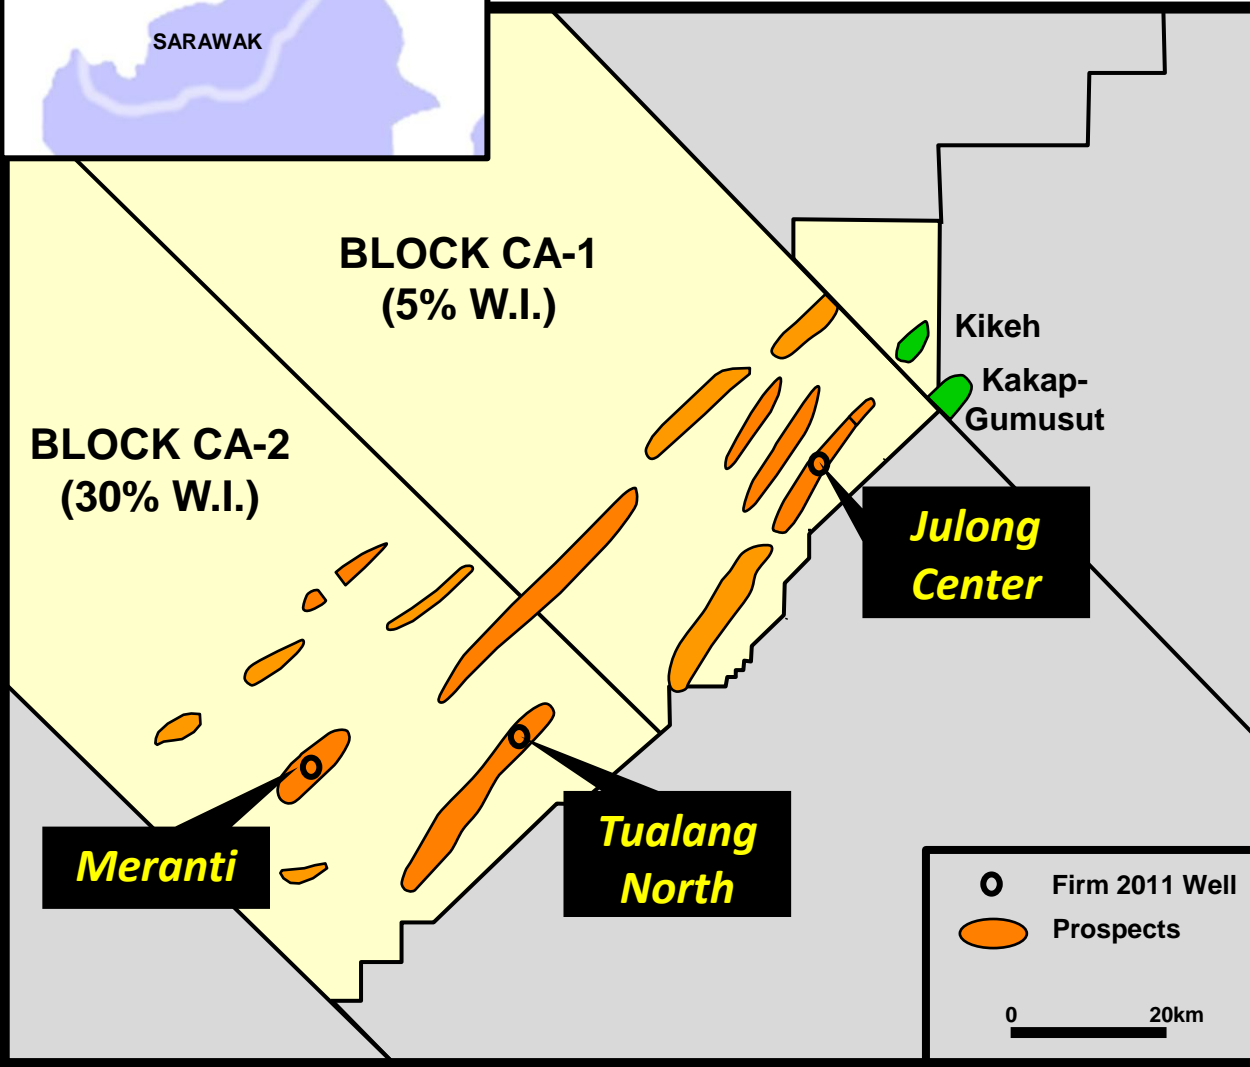 SARAWAK
BLOCK CA-1
(5% W.I.)
Kikeh
Kakap-
Gumusut
BLOCK CA-2
(30% W.I.)
Julong
Center
Tualang
North
Meranti
Firm 2011 Well
Prospects
0 20km